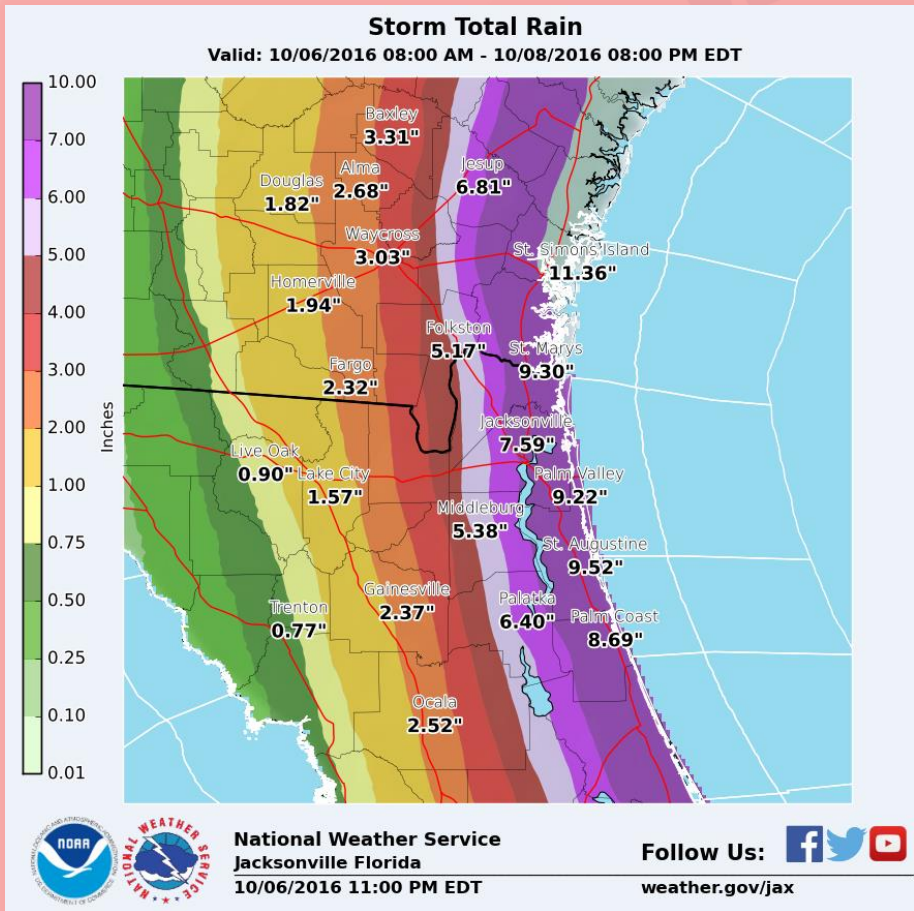 Storm Total Rain
Valid: 10/06/2016 08:00 AM - 10/08/2016 08:00 PM EDT
10.00
7.00
6.00
5.00
4.00
3.00
2.00
1.00
0.75
0.50
0.25
0.10
0.01
Inches
Baxley
3.31"
Jesup
6.81"
Alma
2.68"
Douglas
1.82"
Waycross
3.03"
St. Simons Island
11.36"
Homerville
1.94"
Folkston
5.17"
St. Marys
9.30"
Fargo
2.32"
Jacksonville
7.59"
Live Oak
0.90"
Lake City
1.57"
Palm Valley
9.22"
Middleburg
5.38"
St. Augustine
9.52"
Gainesville
2.37"
Palatka
6.40"
Trenton
0.77"
Palm Coast
8.69"
Ocala
2.52"
NOAA
NATIONAL WEATHER SERVICE
National Weather Service
Jacksonville Florida
10/06/2016 11:00 PM EDT
Follow Us:
weather.gov/jax